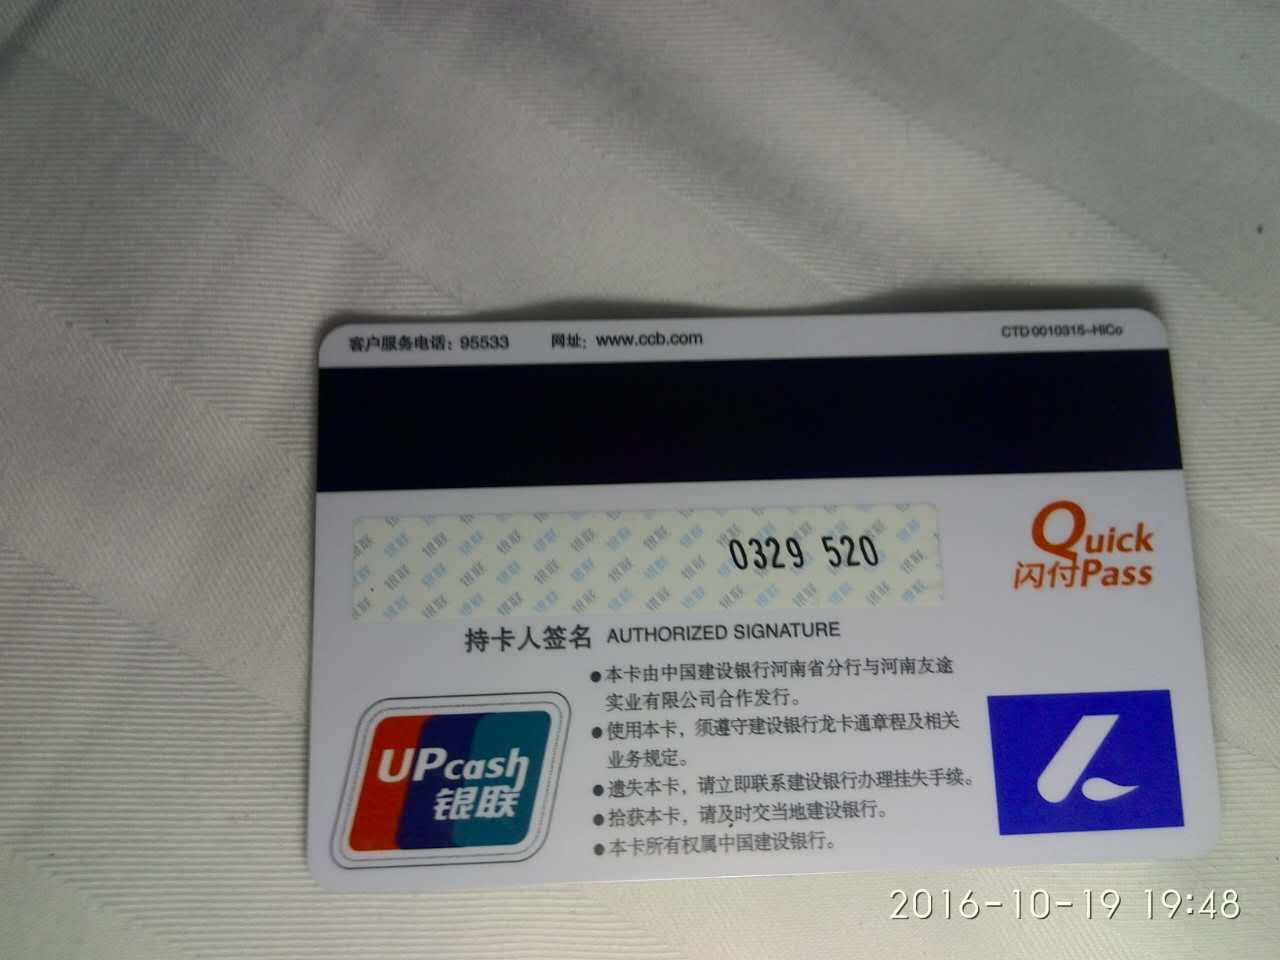 客户服务电话：95533 网址：www.ccb.com CTD0010315-HiCo
0329 520
Quick
闪付Pass
持卡人签名 AUTHORIZED SIGNATURE
●本卡由中国建设银行河南省分行与河南友途
实业有限公司合作发行。
●使用本卡，须遵守建设银行龙卡通章程及相关
业务规定。
●遗失本卡，请立即联系建设银行办理挂失手续。
●拾获本卡，请及时交当地建设银行。
●本卡所有权属中国建设银行。
UPcash
银联
2016-10-19 19:48